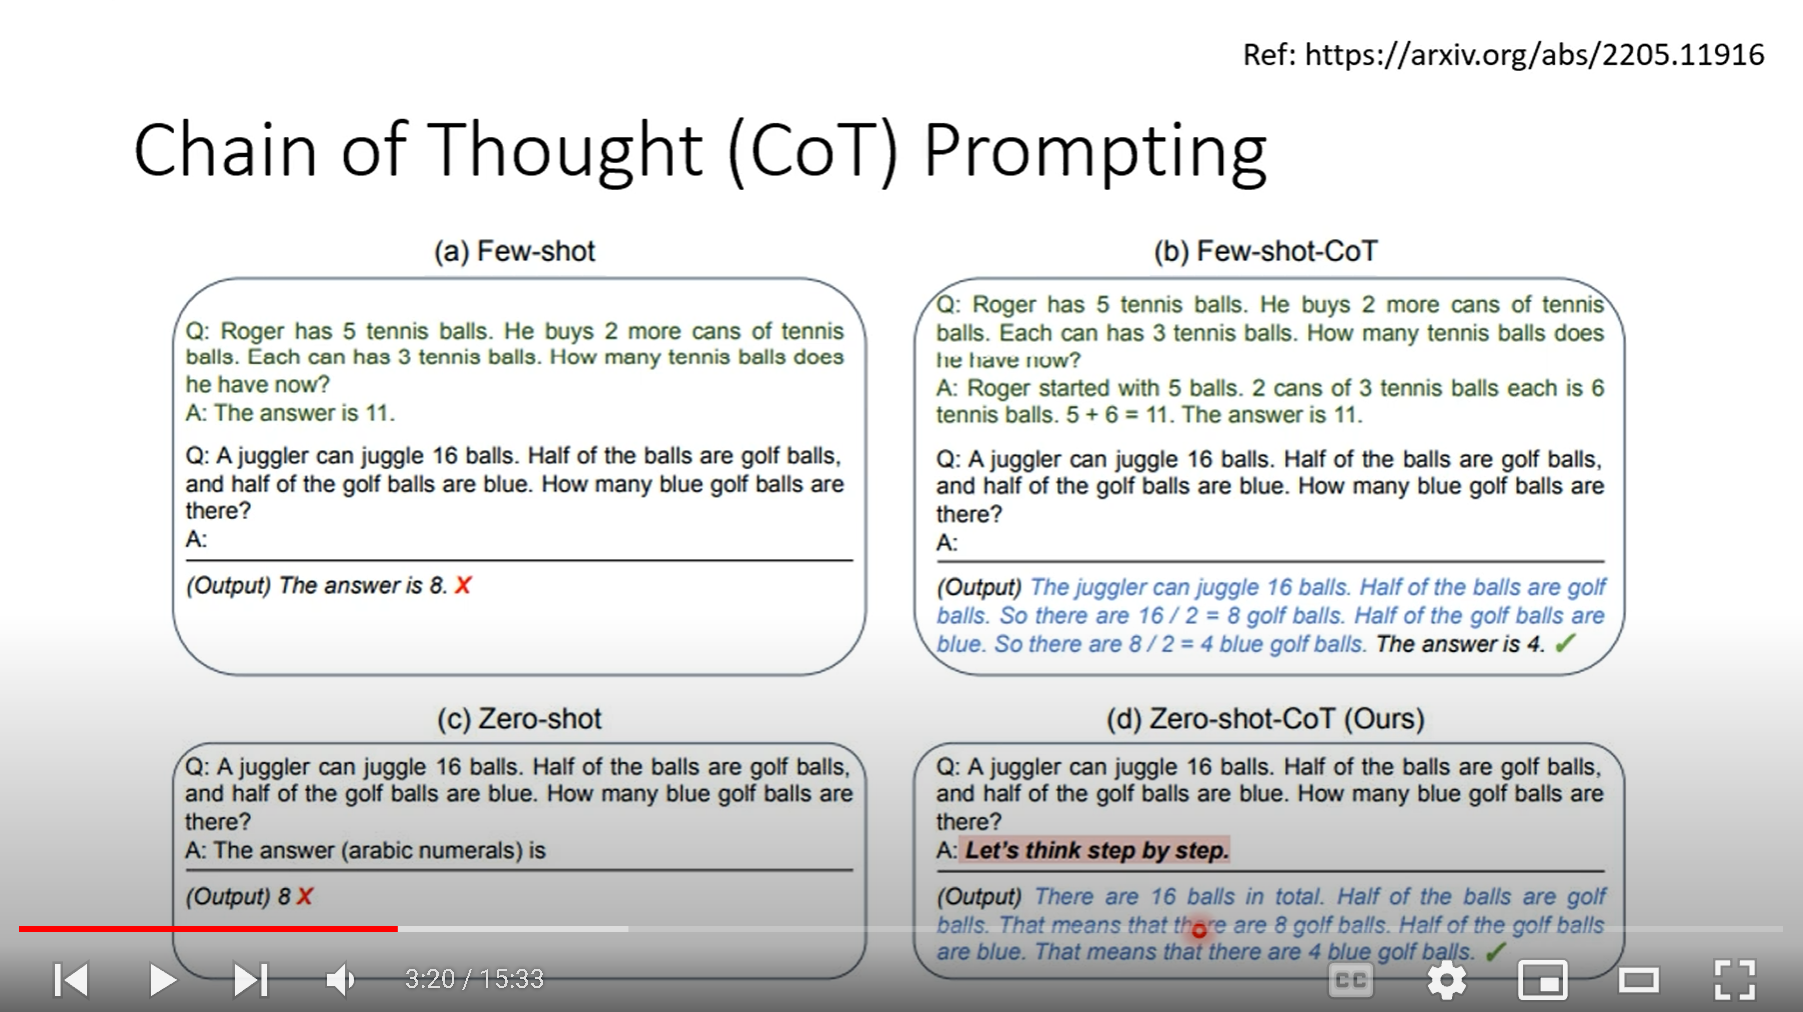 Ref: https://arxiv.org/abs/2205.11916
Chain of Thought (CoT) Prompting
(a) Few-shot
Q: Roger has 5 tennis balls. He buys 2 more cans of tennis
balls. Each can has 3 tennis balls. How many tennis balls does
he have now?
A: The answer is 11.
Q: A juggler can juggle 16 balls. Half of the balls are golf balls,
and half of the golf balls are blue. How many blue golf balls are
there?
A:
(Output) The answer is 8. X
(b) Few-shot-CoT
Q: Roger has 5 tennis balls. He buys 2 more cans of tennis
balls. Each can has 3 tennis balls. How many tennis balls does
he have now?
A: Roger started with 5 balls. 2 cans of 3 tennis balls each is 6
tennis balls. 5 + 6 = 11. The answer is 11.
Q: A juggler can juggle 16 balls. Half of the balls are golf balls,
and half of the golf balls are blue. How many blue golf balls are
there?
A:
(Output) The juggler can juggle 16 balls. Half of the balls are golf
balls. So there are 16 / 2 = 8 golf balls. Half of the golf balls are
blue. So there are 8 / 2 = 4 blue golf balls. The answer is 4. ✓
(c) Zero-shot
Q: A juggler can juggle 16 balls. Half of the balls are golf balls,
and half of the golf balls are blue. How many blue golf balls are
there?
A: The answer (arabic numerals) is
(Output) 8 X
(d) Zero-shot-CoT (Ours)
Q: A juggler can juggle 16 balls. Half of the balls are golf balls,
and half of the golf balls are blue. How many blue golf balls are
there?
A: Let's think step by step.
(Output) There are 16 balls in total. Half of the balls are golf
balls. That means that there are 8 golf balls. Half of the golf balls
are blue. That means that there are 4 blue golf balls. ✓
3:20 / 15:33
CC